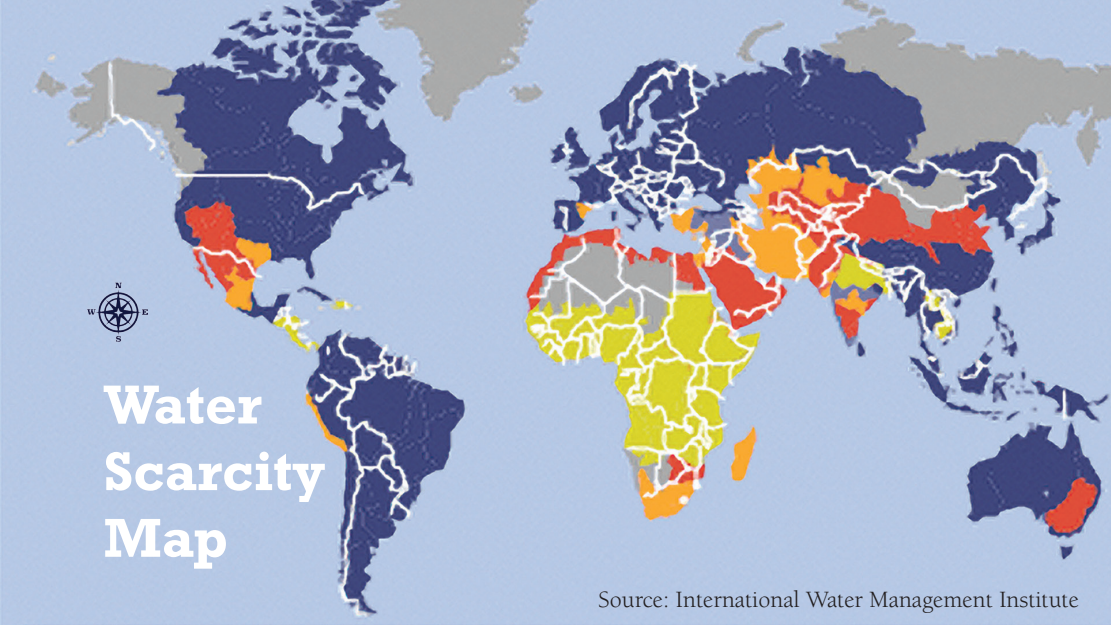 N
W E
S
Water
Scarcity
Map
Source: International Water Management Institute